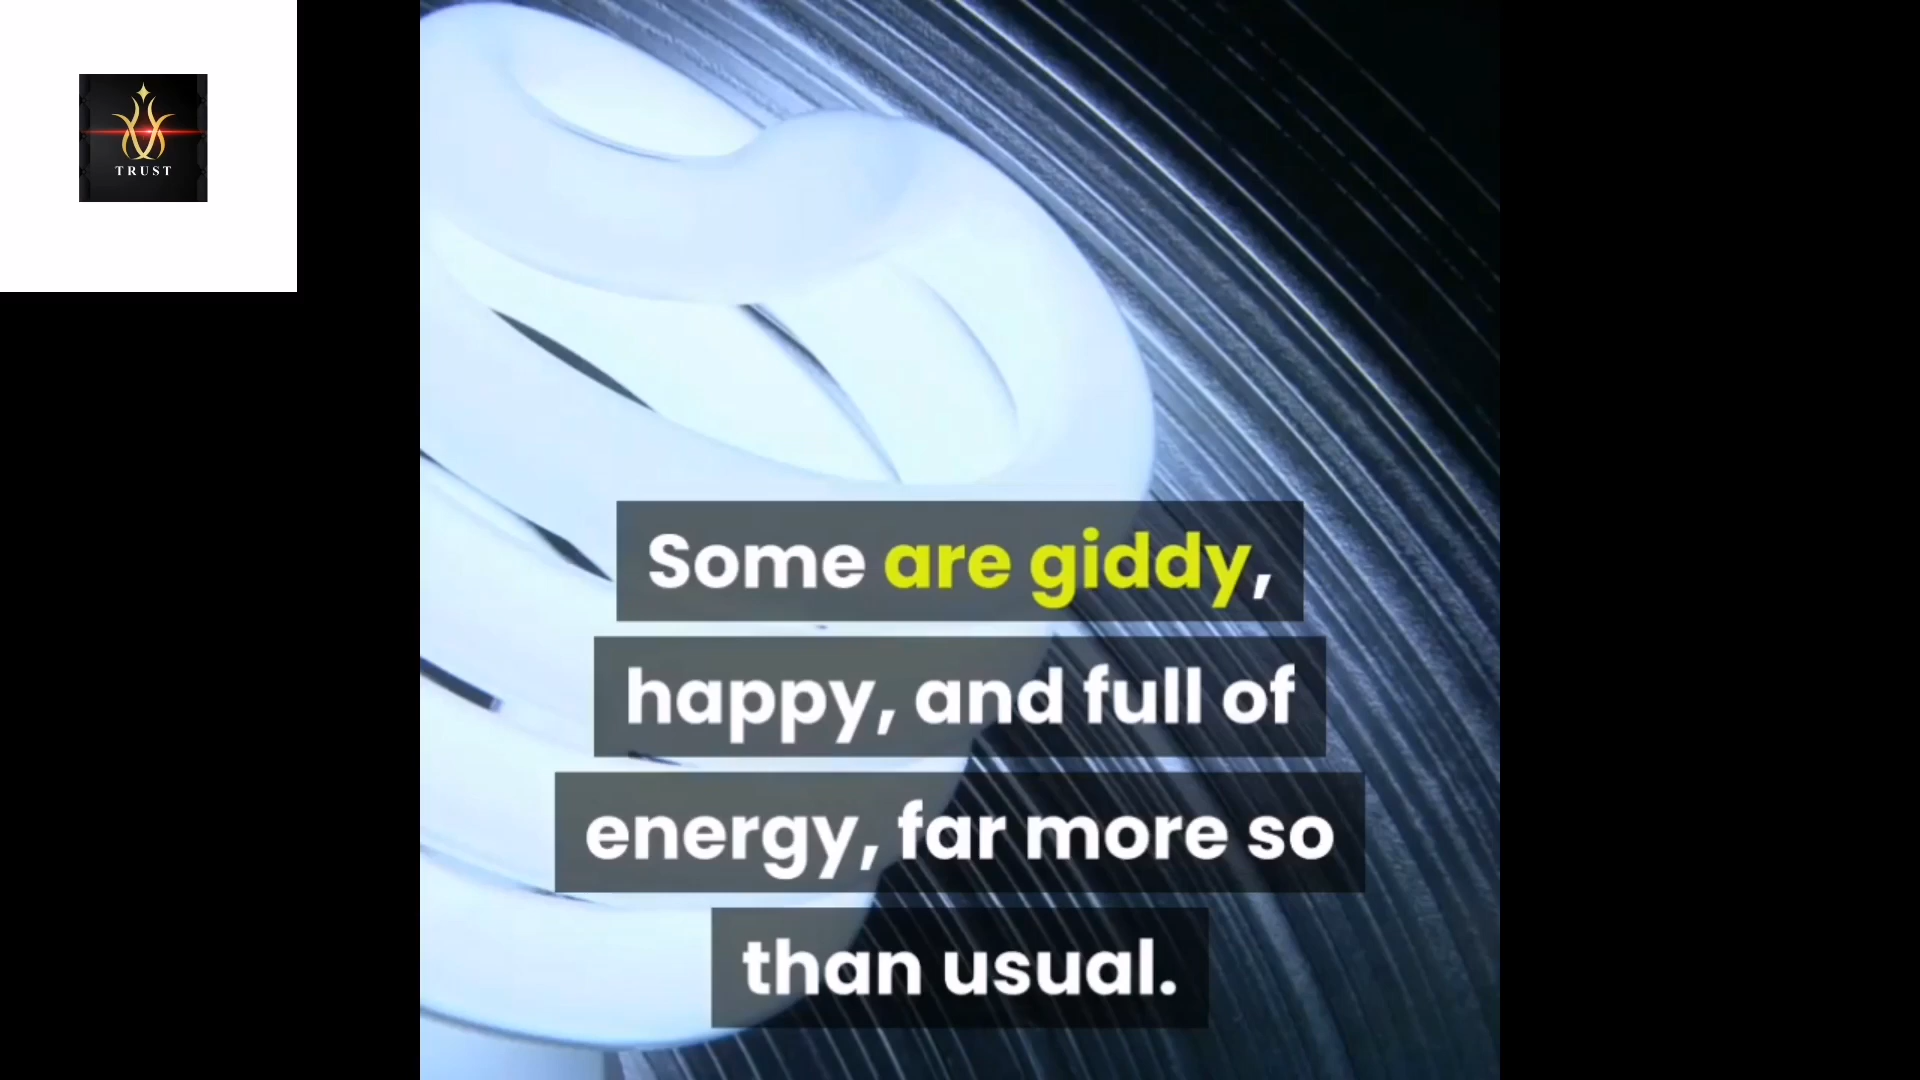 TRUST
Some are giddy,
happy, and full of
energy, far more so
than usual.